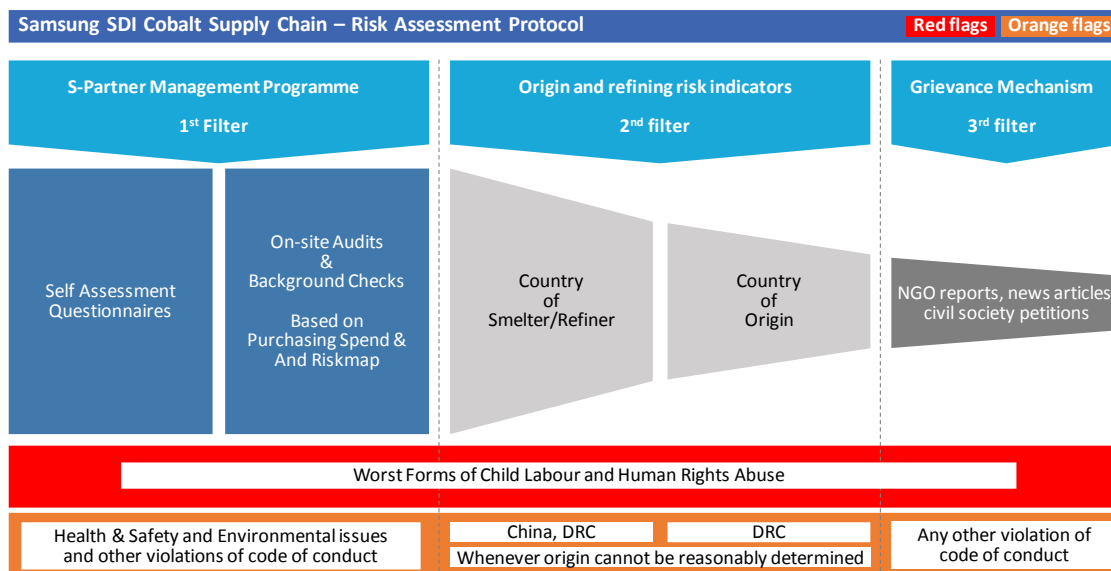 Samsung SDI Cobalt Supply Chain – Risk Assessment Protocol
Red flags
Orange flags
S-Partner Management Programme
1st Filter
Origin and refining risk indicators
2nd filter
Grievance Mechanism
3rd filter
Self Assessment
Questionnaires
On-site Audits
&
Background Checks
Based on
Purchasing Spend &
And Riskmap
Country
of
Smelter/Refiner
Country
of
Origin
NGO reports, news articles,
civil society petitions
Worst Forms of Child Labour and Human Rights Abuse
Health & Safety and Environmental issues
and other violations of code of conduct
China, DRC
DRC
Whenever origin cannot be reasonably determined
Any other violation of
code of conduct